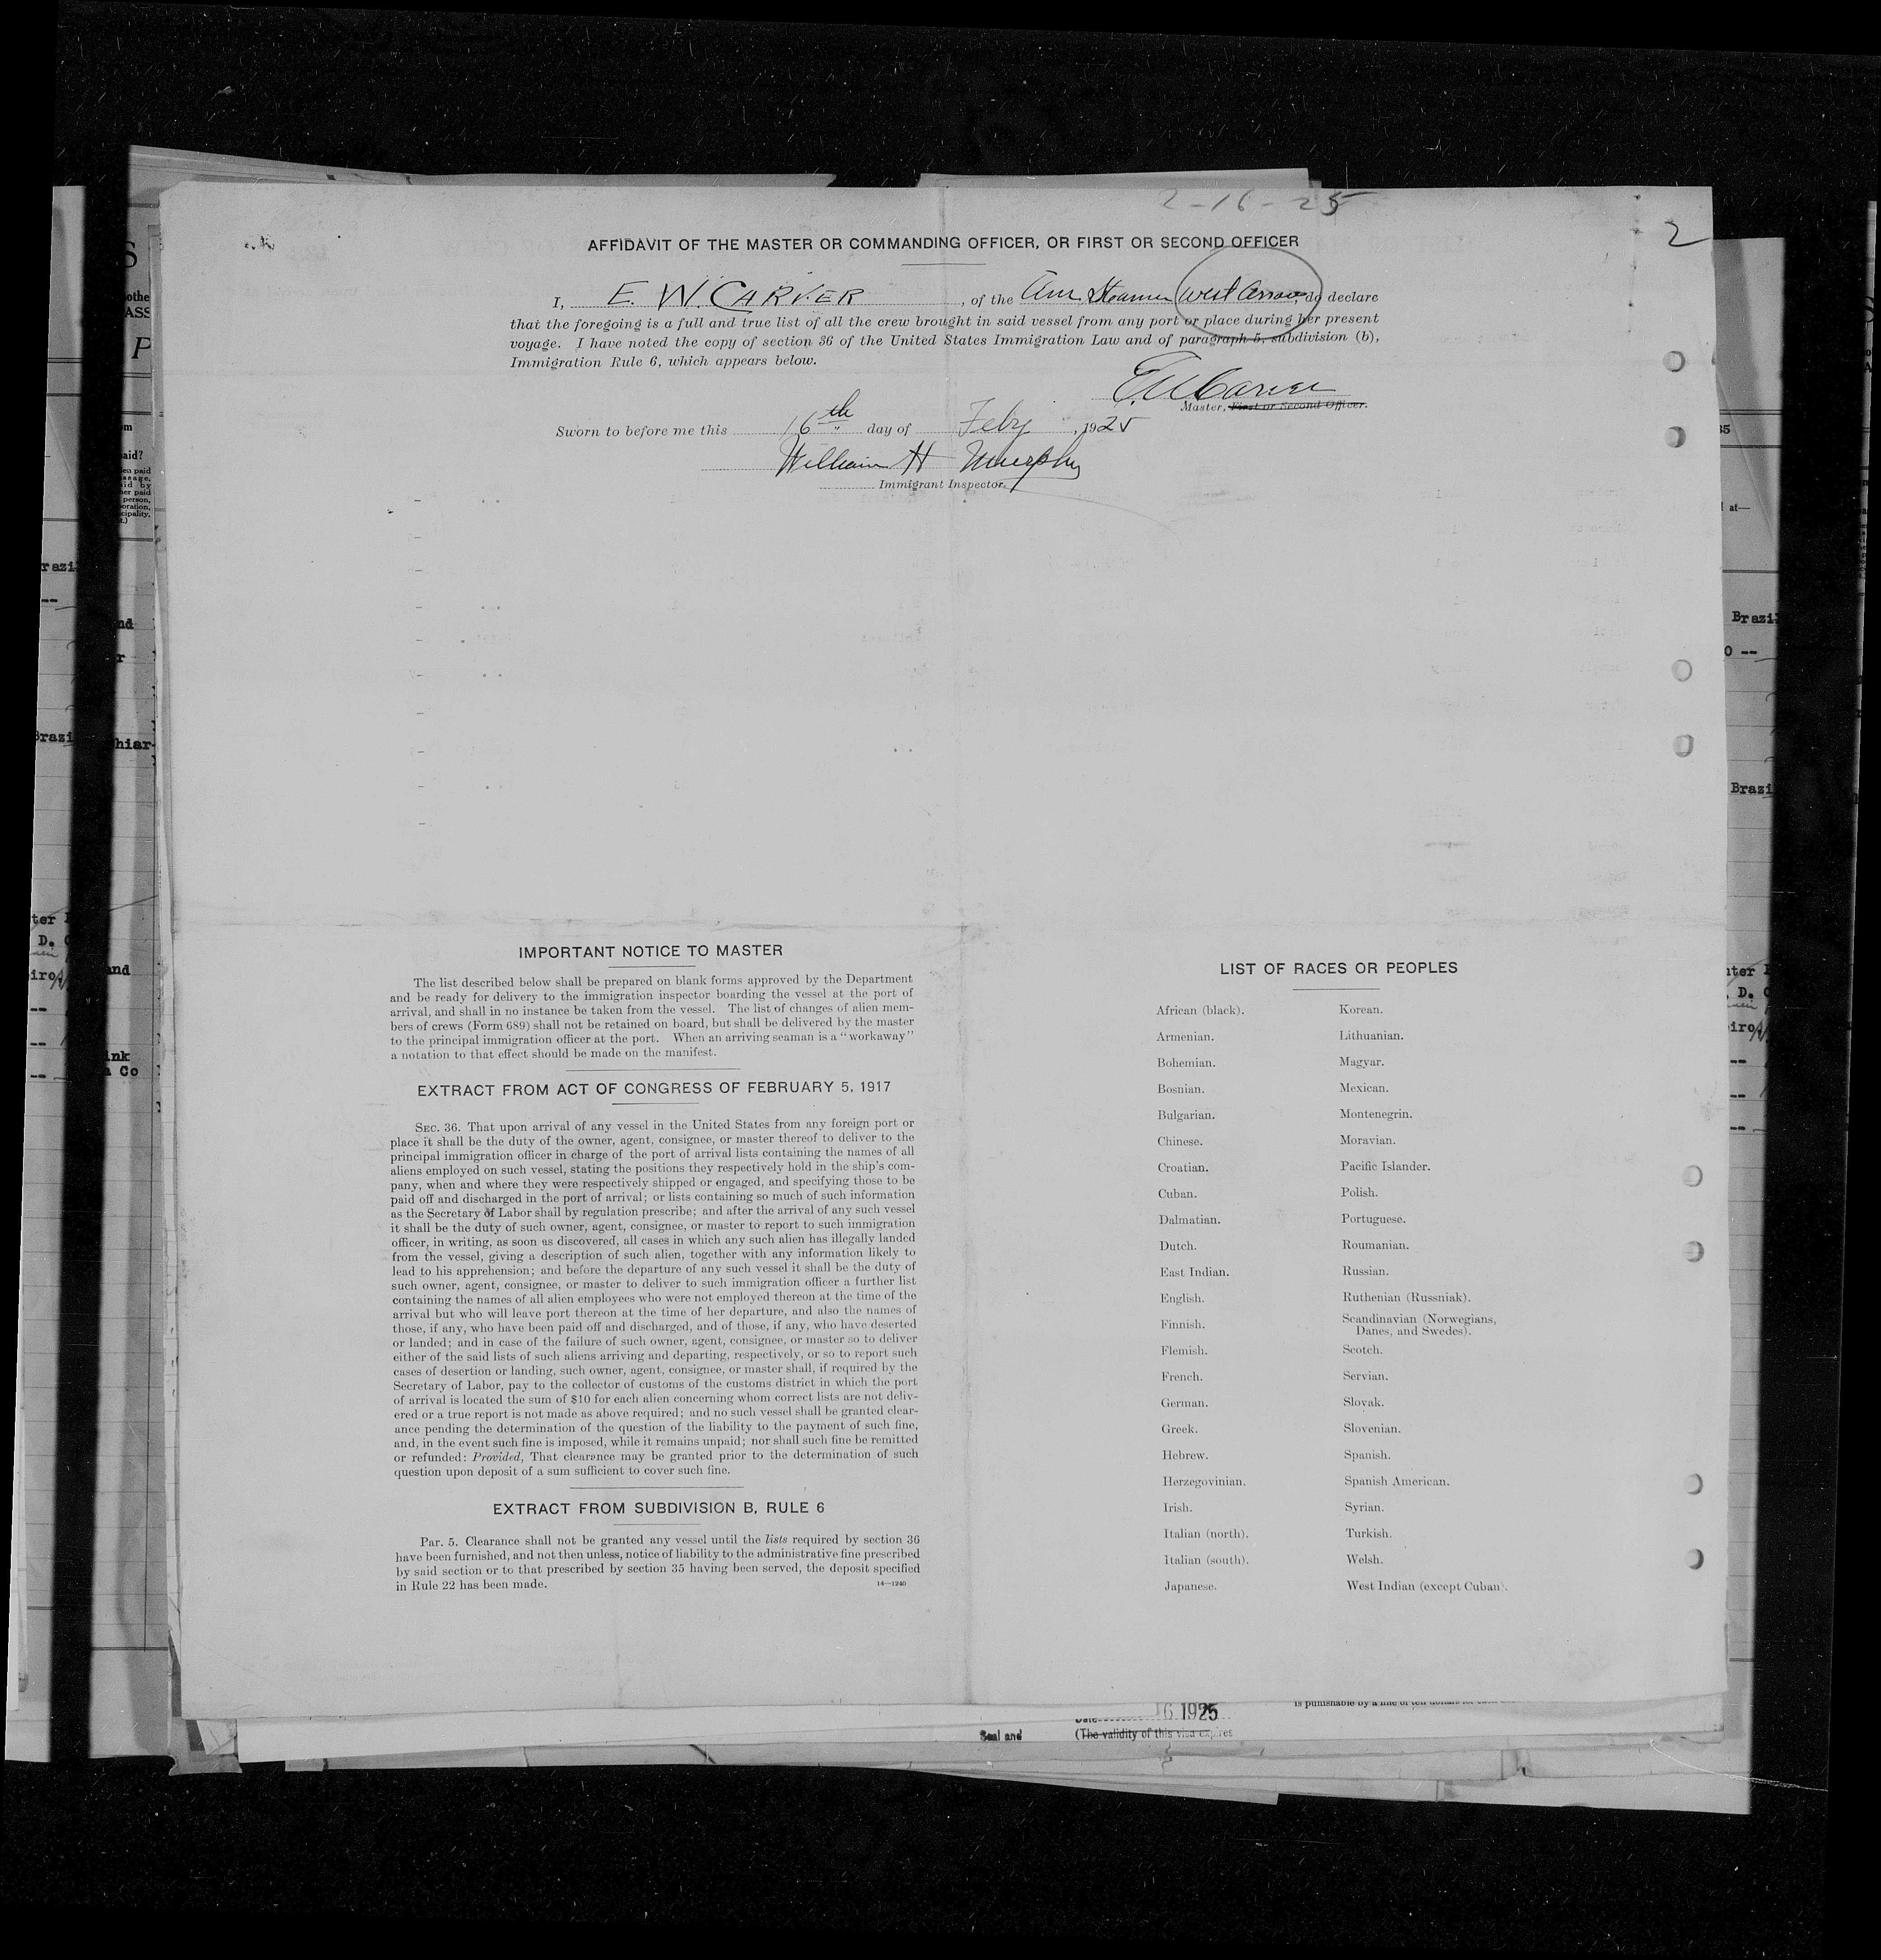 2-16-25
2
AFFIDAVIT OF THE MASTER OR COMMANDING OFFICER, OR FIRST OR SECOND OFFICER
I, E. W. CARVER, of the Am Steamer West Arrow, do declare
that the foregoing is a full and true list of all the crew brought in said vessel from any port or place during her present
voyage. I have noted the copy of section 36 of the United States Immigration Law and of paragraph 5, subdivision (b),
Immigration Rule 6, which appears below.
E. W. Carver
Master, First or Second Officer.
Sworn to before me this 16th day of Feby, 1925
William H Murphy
Immigrant Inspector.
IMPORTANT NOTICE TO MASTER
The list described below shall be prepared on blank forms approved by the Department
and be ready for delivery to the immigration inspector boarding the vessel at the port of
arrival, and shall in no instance be taken from the vessel. The list of changes of alien mem-
bers of crews (Form 689) shall not be retained on board, but shall be delivered by the master
to the principal immigration officer at the port. When an arriving seaman is a "workaway"
a notation to that effect should be made on the manifest.
EXTRACT FROM ACT OF CONGRESS OF FEBRUARY 5, 1917
SEC. 36. That upon arrival of any vessel in the United States from any foreign port or
place it shall be the duty of the owner, agent, consignee, or master thereof to deliver to the
principal immigration officer in charge of the port of arrival lists containing the names of all
aliens employed on such vessel, stating the positions they respectively hold in the ship's com-
pany, when and where they were respectively shipped or engaged, and specifying those to be
paid off and discharged in the port of arrival; or lists containing so much of such information
as the Secretary of Labor shall by regulation prescribe; and after the arrival of any such vessel
it shall be the duty of such owner, agent, consignee, or master to report to such immigration
officer, in writing, as soon as discovered, all cases in which any such alien has illegally landed
from the vessel, giving a description of such alien, together with any information likely to
lead to his apprehension; and before the departure of any such vessel it shall be the duty of
such owner, agent, consignee, or master to deliver to such immigration officer a further list
containing the names of all alien employees who were not employed thereon at the time of the
arrival but who will leave port thereon at the time of her departure, and also the names of
those, if any, who have been paid off and discharged, and of those, if any, who have deserted
or landed; and in case of the failure of such owner, agent, consignee, or master so to deliver
either of the said lists of such aliens arriving and departing, respectively, or so to report such
cases of desertion or landing, such owner, agent, consignee, or master shall, if required by the
Secretary of Labor, pay to the collector of customs of the customs district in which the port
of arrival is located the sum of $10 for each alien concerning whom correct lists are not deliv-
ered or a true report is not made as above required; and no such vessel shall be granted clear-
ance pending the determination of the question of the liability to the payment of such fine,
and, in the event such fine is imposed, while it remains unpaid; nor shall such fine be remitted
or refunded: Provided, That clearance may be granted prior to the determination of such
question upon deposit of a sum sufficient to cover such fine.
EXTRACT FROM SUBDIVISION B, RULE 6
Par. 5. Clearance shall not be granted any vessel until the lists required by section 36
have been furnished, and not then unless, notice of liability to the administrative fine prescribed
by said section or to that prescribed by section 35 having been served, the deposit specified
in Rule 22 has been made.
14—1240
LIST OF RACES OR PEOPLES
African (black).
Armenian.
Bohemian.
Bosnian.
Bulgarian.
Chinese.
Croatian.
Cuban.
Dalmatian.
Dutch.
East Indian.
English.
Finnish.
Flemish.
French.
German.
Greek.
Hebrew.
Herzegovinian.
Irish.
Italian (north).
Italian (south).
Japanese.
Korean.
Lithuanian.
Magyar.
Mexican.
Montenegrin.
Moravian.
Pacific Islander.
Polish.
Portuguese.
Roumanian.
Russian.
Ruthenian (Russniak).
Scandinavian (Norwegians,
Danes, and Swedes).
Scotch.
Servian.
Slovak.
Slovenian.
Spanish.
Spanish American.
Syrian.
Turkish.
Welsh.
West Indian (except Cuban).
6 1925
Seal and
(The validity of this visa expires